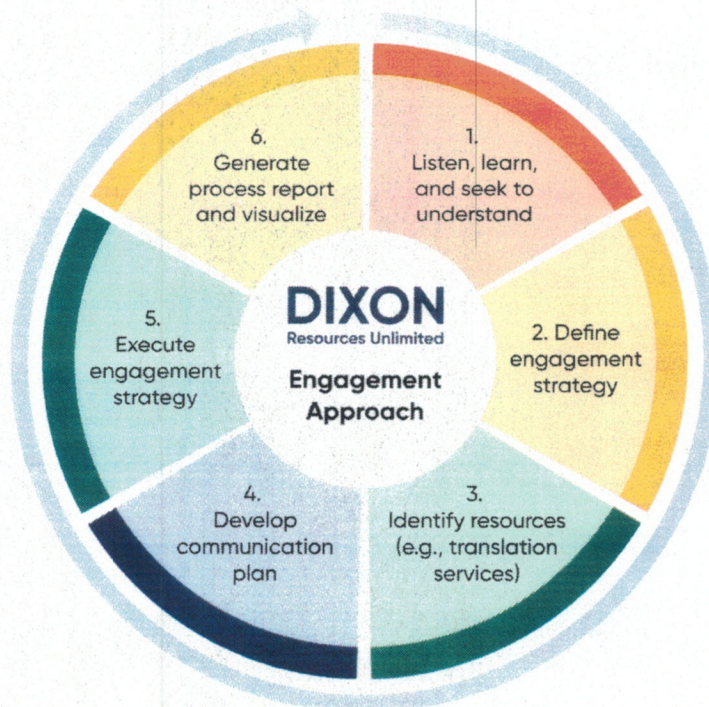 DIXON
Resources Unlimited
Engagement
Approach
1.
Listen, learn,
and seek to
understand
2. Define
engagement
strategy
3.
Identify resources
(e.g., translation
services)
4.
Develop
communication
plan
5.
Execute
engagement
strategy
6.
Generate
process report
and visualize